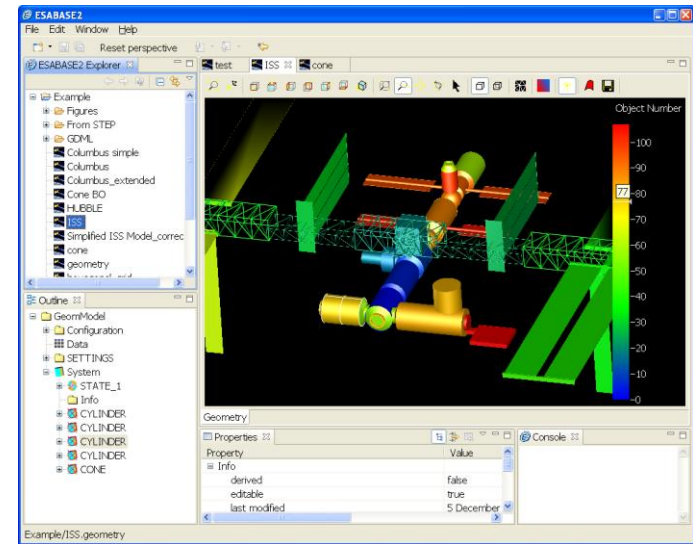 ESABASE2
File Edit Window Help
Reset perspective
ESABASE2 Explorer
test
ISS
cone
Example
Figures
From STEP
GDML
Columbus simple
Columbus
Columbus_extended
Cone BO
HUBBLE
ISS
Simplified ISS Model_correc
cone
geometry
Object Number
100
90
80
77
70
60
50
40
30
20
10
0
Outline
GeomModel
Configuration
Data
SETTINGS
System
STATE_1
Info
CYLINDER
CYLINDER
CYLINDER
CYLINDER
CONE
Geometry
Properties
Console
Property Value
Info
derived false
editable true
last modified 5 December
Example/ISS.geometry